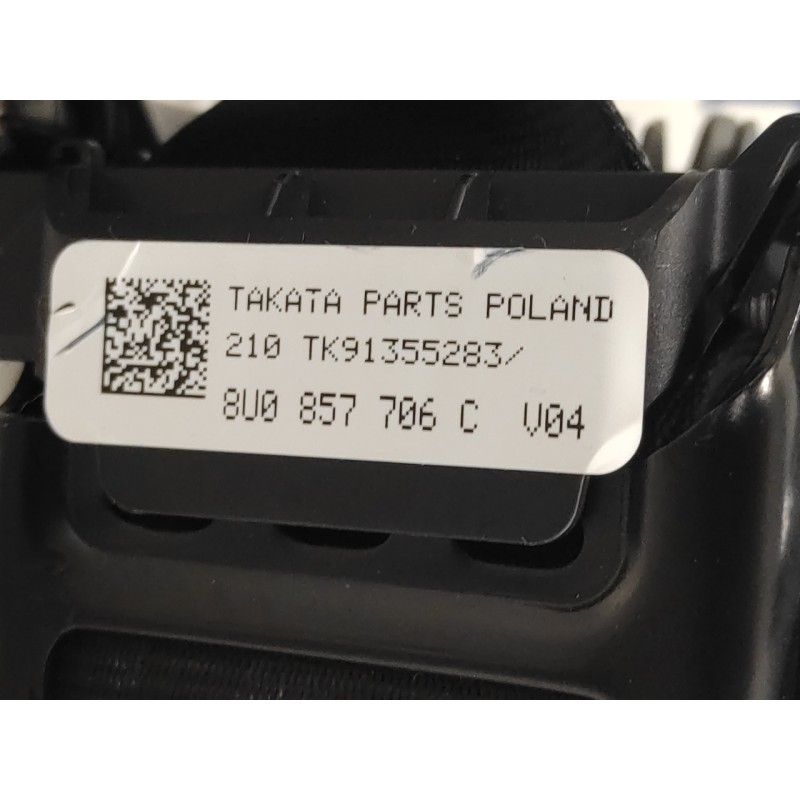 TAKATA PARTS POLAND
210 TK91355283/
8U0 857 706 C V04